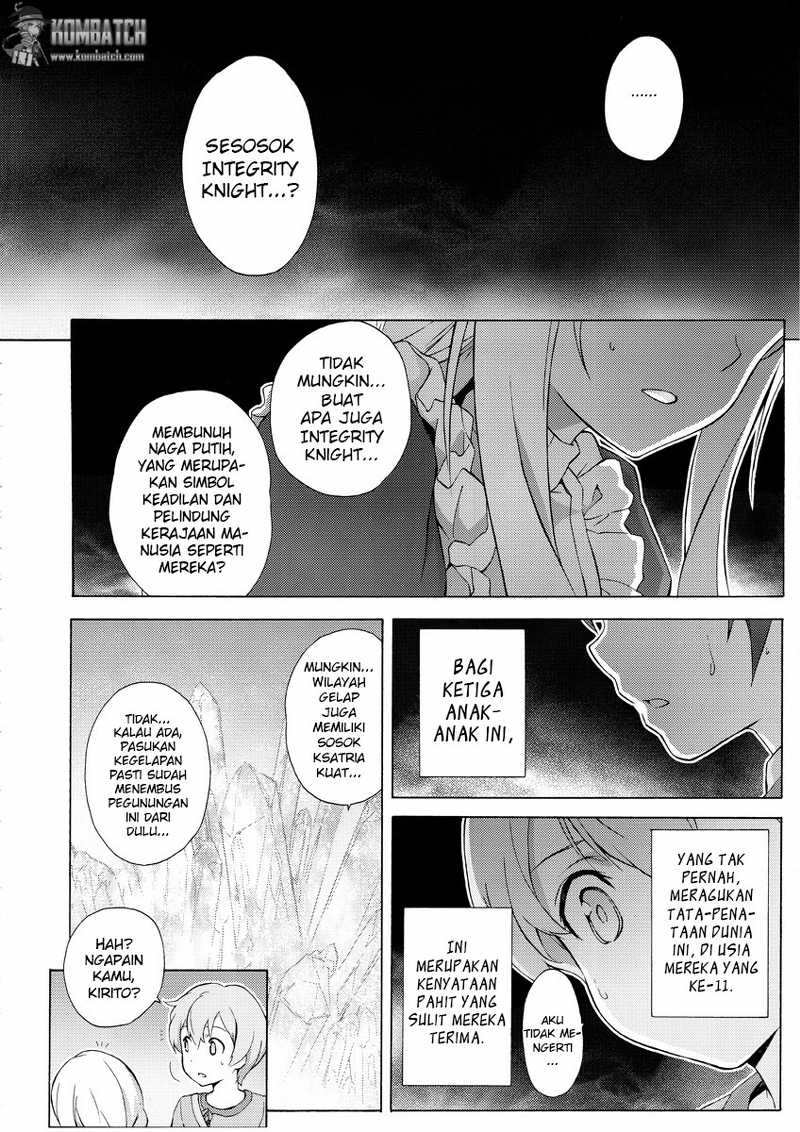 KOMBATCH
www.kombatch.com
......
SESOSOK
INTEGRITY
KNIGHT...?
TIDAK
MUNGKIN...
BUAT
APA JUGA
INTEGRITY
KNIGHT...
MEMBUNUH
NAGA PUTIH,
YANG MERUPA-
KAN SIMBOL
KEADILAN DAN
PELINDUNG
KERAJAAN MA-
NUSIA SEPERTI
MEREKA?
BAGI
KETIGA
ANAK-
ANAK INI,
YANG TAK
PERNAH,
MERAGUKAN
TATA-PENA-
TAAN DUNIA
INI, DI USIA
MEREKA YANG
KE-11.
INI
MERUPAKAN
KENYATAAN
PAHIT YANG
SULIT MEREKA
TERIMA.
AKU
TIDAK ME-
NGERTI
...
MUNGKIN...
WILAYAH
GELAP
JUGA
MEMILIKI
SOSOK
KSATRIA
KUAT...
TIDAK...
KALAU ADA,
PASUKAN
KEGELAPAN
PASTI SUDAH
MENEMBUS
PEGUNUNGAN
INI DARI
DULU...
HAH?
NGAPAIN
KAMU,
KIRITO?